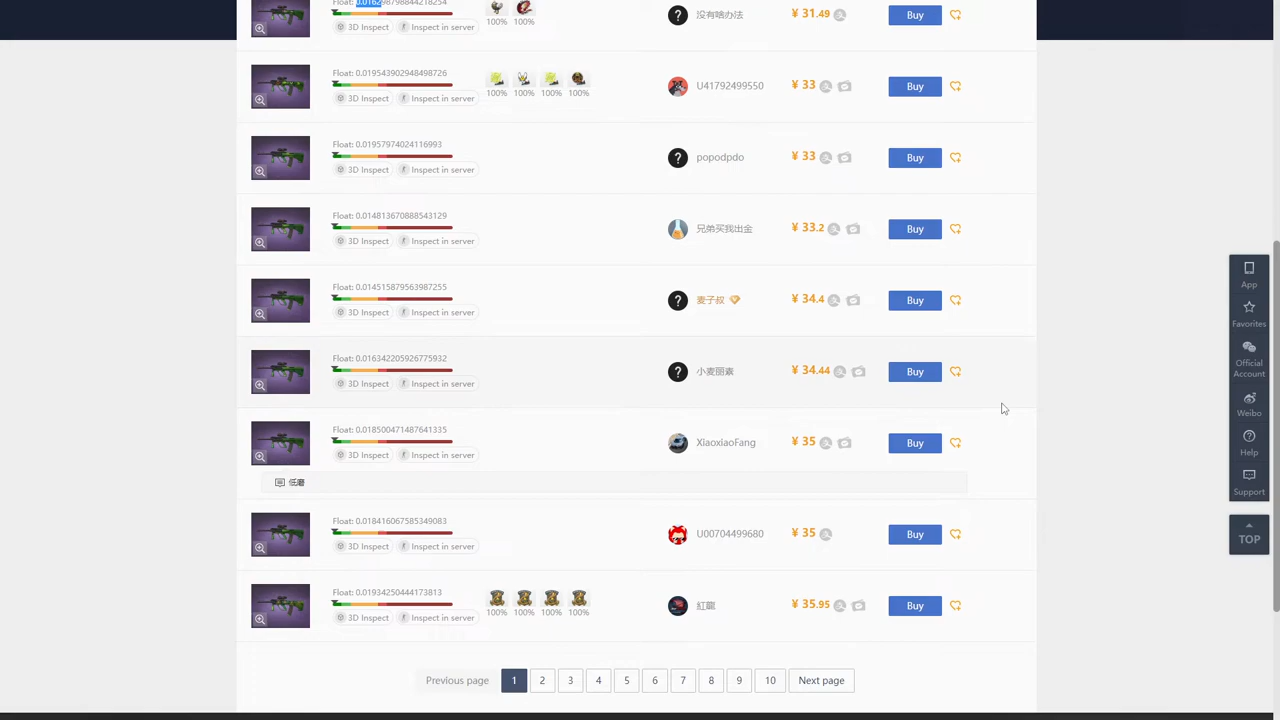 Float: 0.016298798844218254
3D Inspect Inspect in server
100% 100%
没有啥办法
¥ 31.49
Buy
Float: 0.019543902948498726
3D Inspect Inspect in server
100% 100% 100% 100%
U41792499550
¥ 33
Buy
Float: 0.01957974024116993
3D Inspect Inspect in server
popodpdo
¥ 33
Buy
Float: 0.014813670888543129
3D Inspect Inspect in server
兄弟买我出金
¥ 33.2
Buy
Float: 0.014515879563987255
3D Inspect Inspect in server
麦子叔
¥ 34.4
Buy
Float: 0.016342205926775932
3D Inspect Inspect in server
小麦丽素
¥ 34.44
Buy
Float: 0.018500471487641335
3D Inspect Inspect in server
XiaoxiaoFang
¥ 35
Buy
低磨
Float: 0.018416067585349083
3D Inspect Inspect in server
U00704499680
¥ 35
Buy
Float: 0.01934250444173813
3D Inspect Inspect in server
100% 100% 100% 100%
紅龍
¥ 35.95
Buy
Previous page 1 2 3 4 5 6 7 8 9 10 Next page
App
Favorites
Official
Account
Weibo
Help
Support
TOP